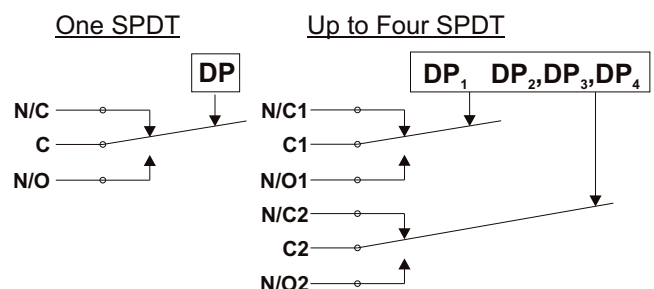 One SPDT
Up to Four SPDT
DP
DP₁ DP₂,DP₃,DP₄
N/C
C
N/O
N/C1
C1
N/O1
N/C2
C2
N/O2